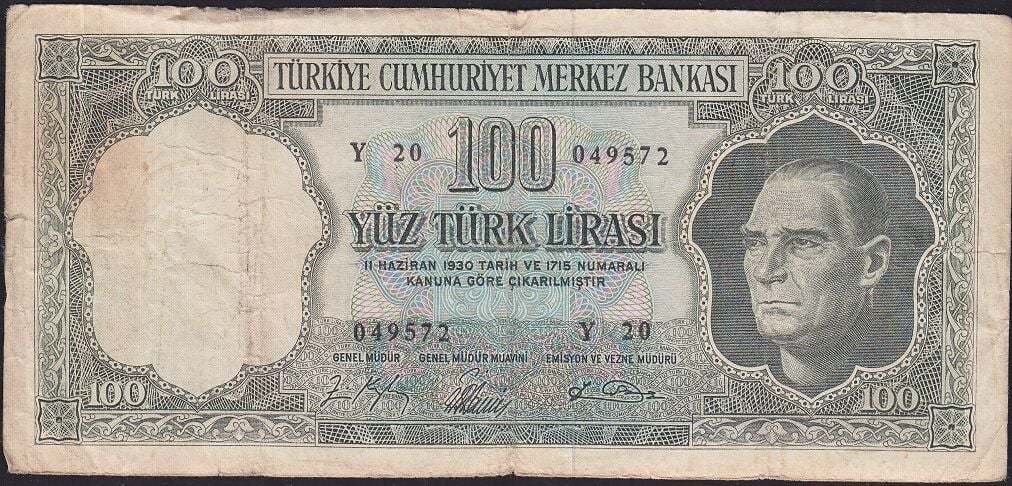 100 TÜRKİYE CUMHURİYET MERKEZ BANKASI 100
TÜRK LİRASI TÜRK LİRASI
100
Y 20 049572
YÜZ TÜRK LİRASI
11 HAZİRAN 1930 TARİH VE 1715 NUMARALI
KANUNA GÖRE ÇIKARILMIŞTIR
049572 Y 20
GENEL MÜDÜR GENEL MÜDÜR MUAVİNİ EMİSYON VE VEZNE MÜDÜRÜ
100 100